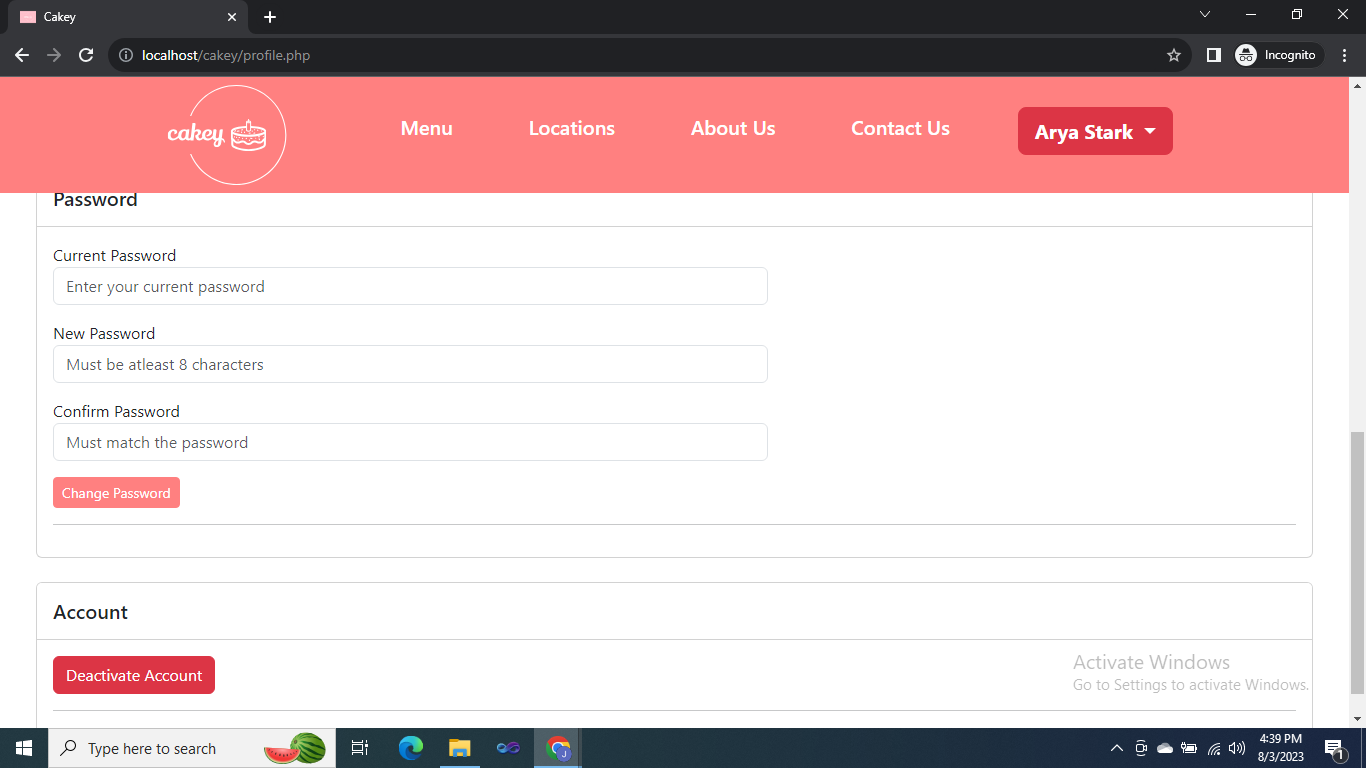 Cakey
localhost/cakey/profile.php
Incognito
cakey
Menu
Locations
About Us
Contact Us
Arya Stark
Password
Current Password
Enter your current password
New Password
Must be atleast 8 characters
Confirm Password
Must match the password
Change Password
Account
Deactivate Account
Activate Windows
Go to Settings to activate Windows.
Type here to search
J
4:39 PM
8/3/2023
1